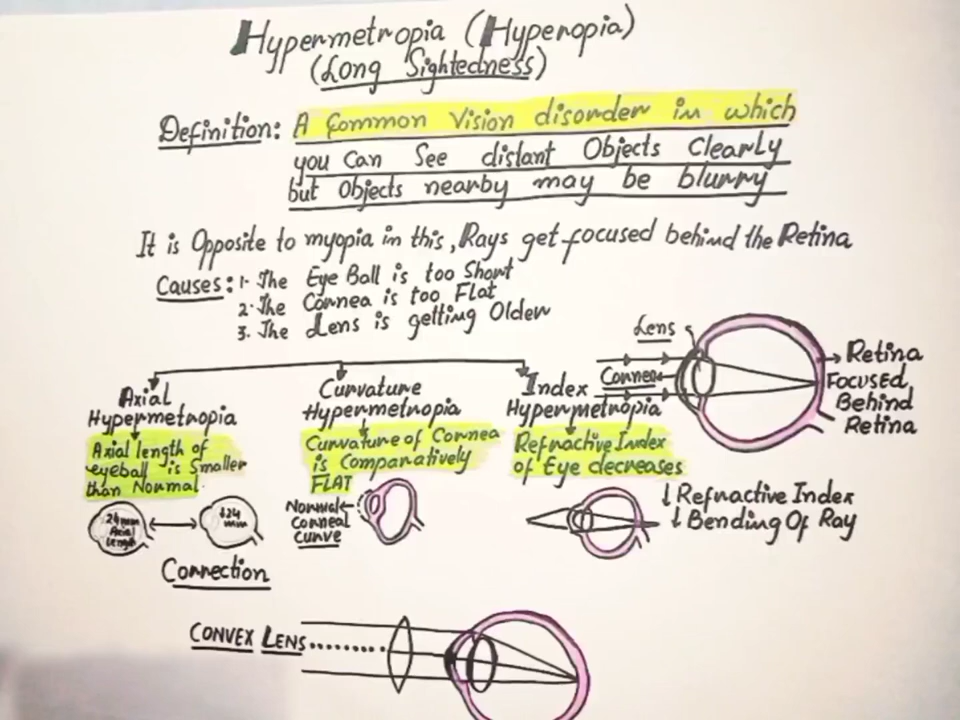 Hypermetropia (Hyperopia)
(Long Sightedness)
Definition: A Common Vision disorder in which
you Can See distant Objects Clearly
but Objects nearby may be blurry
It is Opposite to myopia in this, Rays get focused behind the Retina
Causes: 1. The Eye Ball is too Short
2. The Cornea is too Flat
3. The Lens is getting Older
Lens
Cornea
Retina
FOCUSED
Behind
Retina
Axial
Hypermetropia
Axial length of
eyeball is Smaller
than Normal
Curvature
Hypermetropia
Curvature of Cornea
is Comparatively
FLAT
Index
Hypermetropia
Refractive Index
of Eye decreases
24mm
Axial
length
↓24
mm
Normal
Corneal
Curve
↓ Refractive Index
↓ Bending Of Ray
Correction
CONVEX LENS........